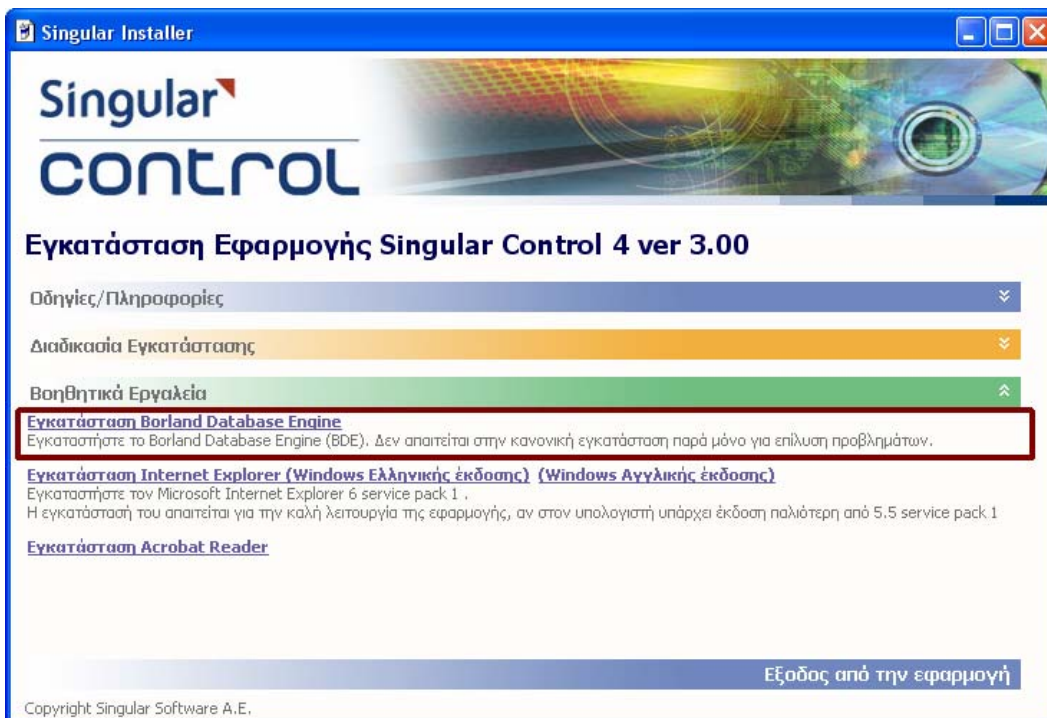 Singular Installer
Singular
control
Εγκατάσταση Εφαρμογής Singular Control 4 ver 3.00
Οδηγίες/Πληροφορίες
Διαδικασία Εγκατάστασης
Βοηθητικά Εργαλεία
Εγκατάσταση Borland Database Engine
Εγκαταστήστε το Borland Database Engine (BDE). Δεν απαιτείται στην κανονική εγκατάσταση παρά μόνο για επίλυση προβλημάτων.
Εγκατάσταση Internet Explorer (Windows Ελληνικής έκδοσης) (Windows Αγγλικής έκδοσης)
Εγκαταστήστε τον Microsoft Internet Explorer 6 service pack 1 .
Η εγκατάστασή του απαιτείται για την καλή λειτουργία της εφαρμογής, αν στον υπολογιστή υπάρχει έκδοση παλιότερη από 5.5 service pack 1
Εγκατάσταση Acrobat Reader
Εξοδος από την εφαρμογή
Copyright Singular Software A.E.